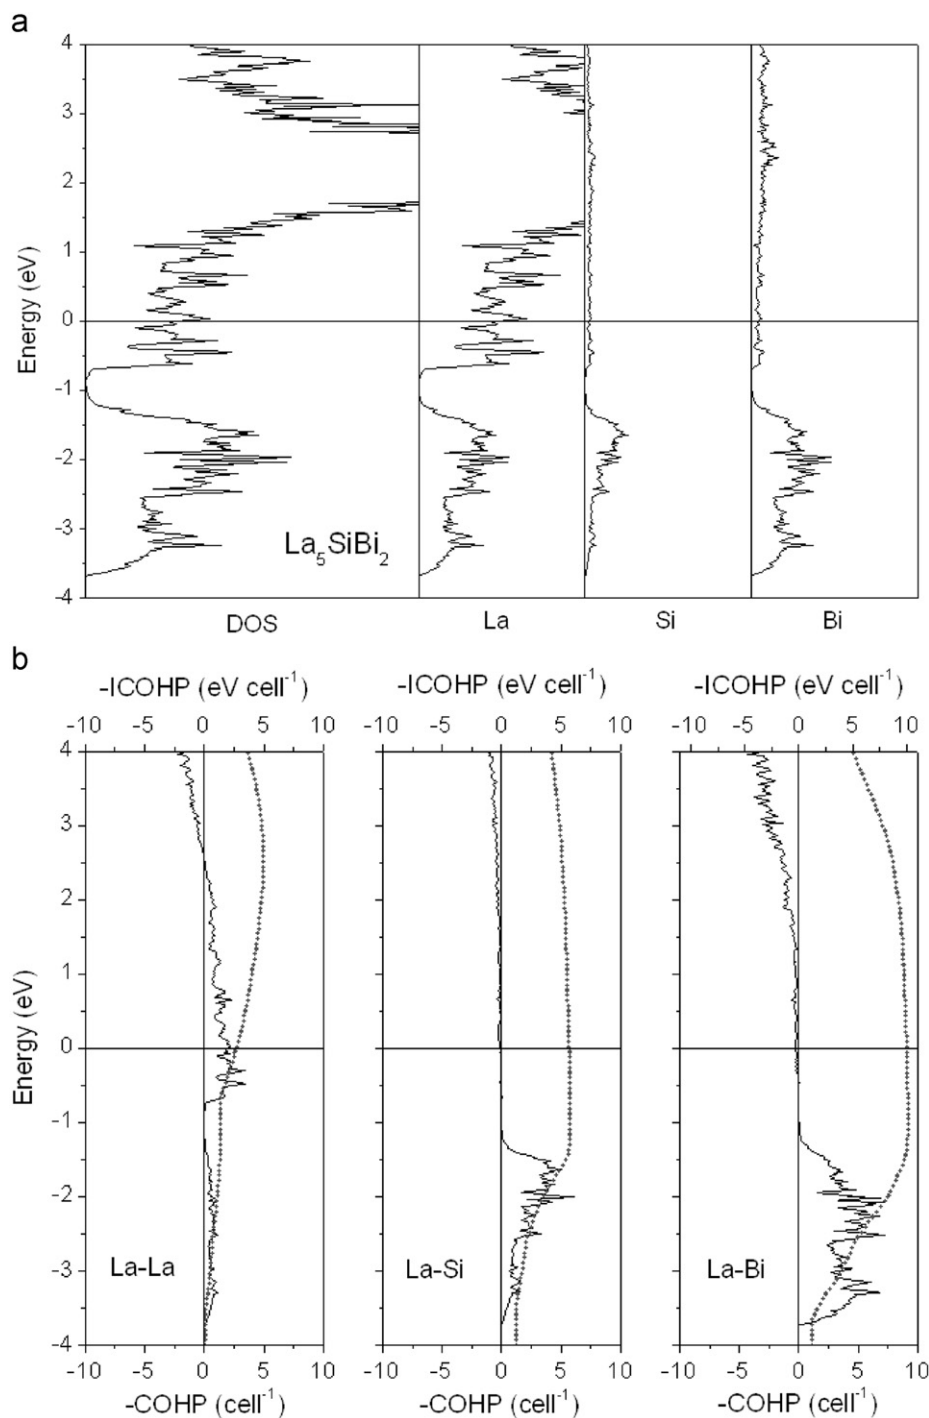 a
4
3
2
1
0
-1
-2
-3
-4
Energy (eV)
La₅SiBi₂
DOS La Si Bi
b
-ICOHP (eV cell⁻¹) -ICOHP (eV cell⁻¹) -ICOHP (eV cell⁻¹)
-10 -5 0 5 10 -10 -5 0 5 10 -10 -5 0 5 10
4
3
2
1
0
-1
-2
-3
-4
Energy (eV)
La-La La-Si La-Bi
-10 -5 0 5 10 -10 -5 0 5 10 -10 -5 0 5 10
-COHP (cell⁻¹) -COHP (cell⁻¹) -COHP (cell⁻¹)